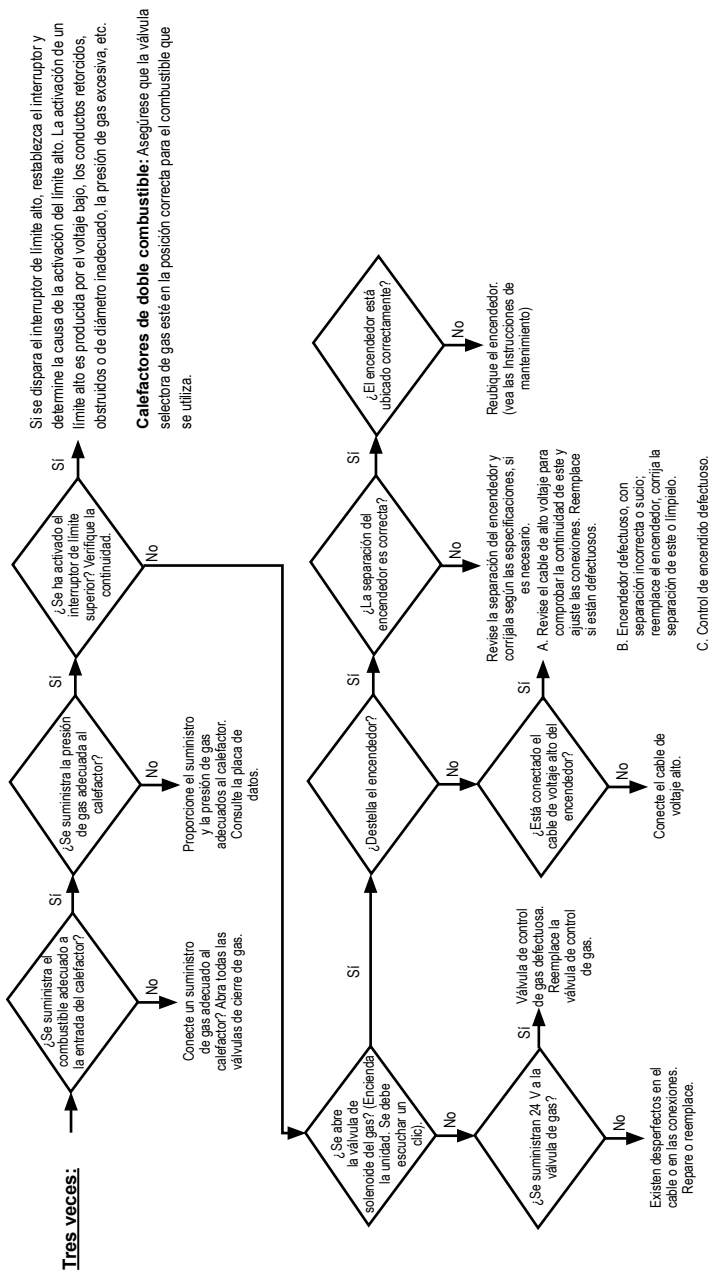 Tres veces:
¿Se suministra el
combustible adecuado a
la entrada del calefactor?
Sí
No
Conecte un suministro
de gas adecuado al
calefactor? Abra todas las
válvulas de cierre de gas.
¿Se suministra la presión
de gas adecuada al
calefactor?
Sí
No
Proporcione el suministro
y la presión de gas
adecuados al calefactor.
Consulte la placa de
datos.
¿Se ha activado el
interruptor de límite
superior? Verifique la
continuidad.
Sí
No
Si se dispara el interruptor de límite alto, restablezca el interruptor y
determine la causa de la activación del límite alto. La activación de un
límite alto es producida por el voltaje bajo, los conductos retorcidos,
obstruidos o de diámetro inadecuado, la presión de gas excesiva, etc.
Calefactores de doble combustible: Asegúrese que la válvula
selectora de gas esté en la posición correcta para el combustible que
se utiliza.
¿Se abre
la válvula de
solenoide del gas? (Encienda
la unidad. Se debe
escuchar un
clic).
Sí
No
¿Se suministran 24 V a la
válvula de gas?
Sí
Válvula de control
de gas defectuosa.
Reemplace la
válvula de control
de gas.
No
Existen desperfectos en el
cable o en las conexiones.
Repare o reemplace.
¿Destella el encendedor?
Sí
No
¿Está conectado el
cable de voltaje alto del
encendedor?
Sí
No
Conecte el cable de
voltaje alto.
A. Revise el cable de alto voltaje para
comprobar la continuidad de este y
ajuste las conexiones. Reemplace
si están defectuosos.
B. Encendedor defectuoso, con
separación incorrecta o sucio;
reemplace el encendedor, corrija la
separación de este o límpielo.
C. Control de encendido defectuoso.
¿La separación del
encendedor es correcta?
Sí
No
Revise la separación del encendedor y
corríjala según las especificaciones, si
es necesario.
¿El encendedor está
ubicado correctamente?
No
Reubique el encendedor.
(vea las Instrucciones de
mantenimiento)